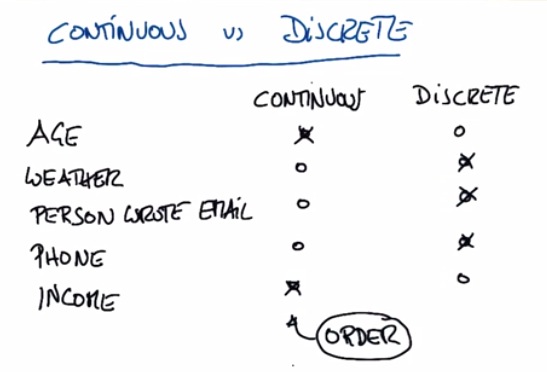 CONTINUOUS vs DISCRETE
CONTINUOUS DISCRETE
AGE
WEATHER
PERSON WROTE EMAIL
PHONE
INCOME
ORDER